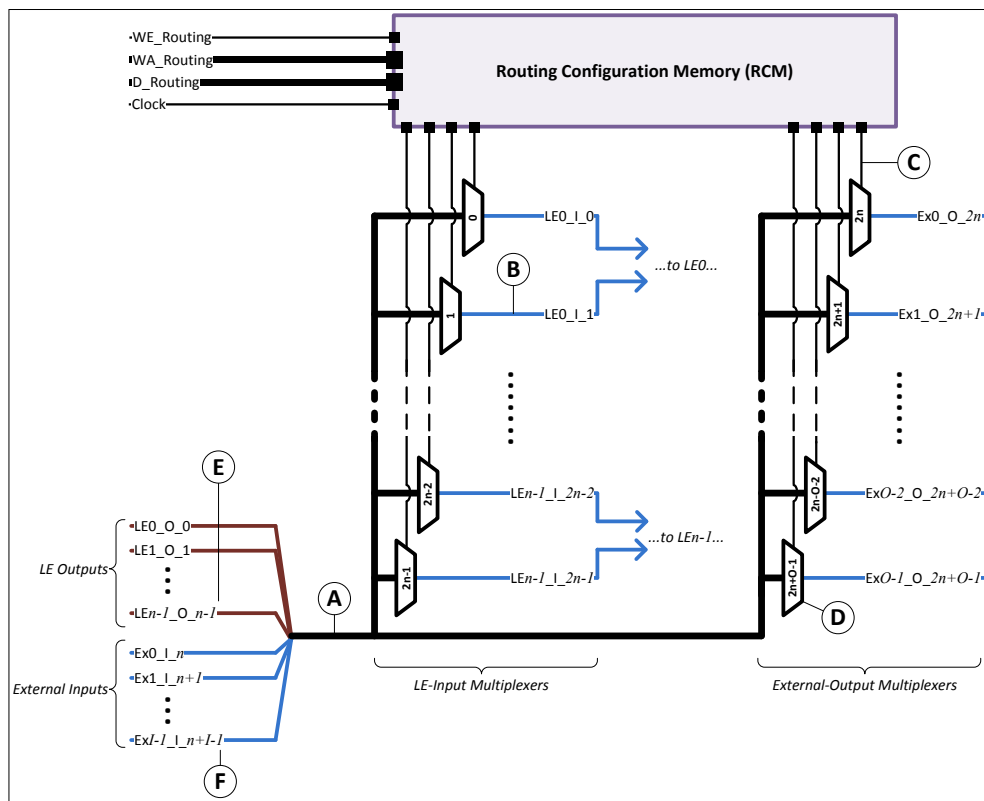 WE_Routing
WA_Routing
D_Routing
Clock
Routing Configuration Memory (RCM)
C
0
LE0_I_0
...to LE0...
2n
Ex0_O_2n
B
1
LE0_I_1
2n+1
Ex1_O_2n+1
E
2n-2
LEn-1_I_2n-2
...to LEn-1...
2n-1
LEn-1_I_2n-1
2n-O-2
ExO-2_O_2n+O-2
2n+O-1
ExO-1_O_2n+O-1
D
LE Outputs
LE0_O_0
LE1_O_1
LEn-1_O_n-1
A
External Inputs
Ex0_I_n
Ex1_I_n+1
ExI-1_I_n+I-1
F
LE-Input Multiplexers
External-Output Multiplexers